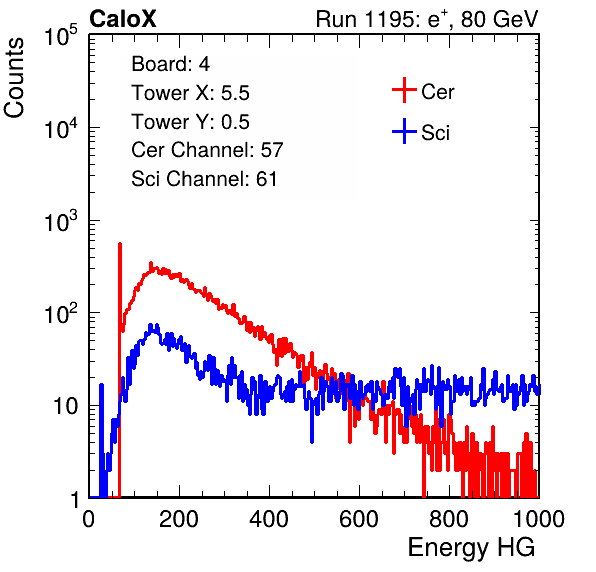 CaloX Run 1195: e⁺, 80 GeV
Counts
10⁵
10⁴
10³
10²
10
1
Board: 4
Tower X: 5.5
Tower Y: 0.5
Cer Channel: 57
Sci Channel: 61
Cer
Sci
0 200 400 600 800 1000
Energy HG